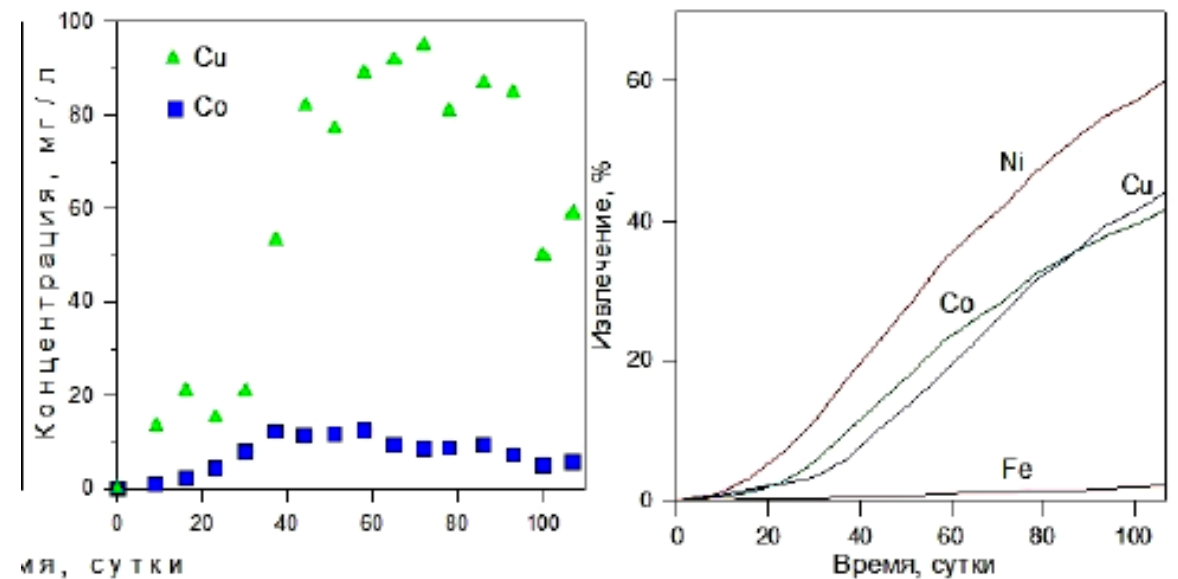 100
80
60
40
20
0
Концентрация, мг/л
Cu
Co
0 20 40 60 80 100
мя, сутки
60
40
20
0
Извлечение, %
Ni
Cu
Co
Fe
0 20 40 60 80 100
Время, сутки